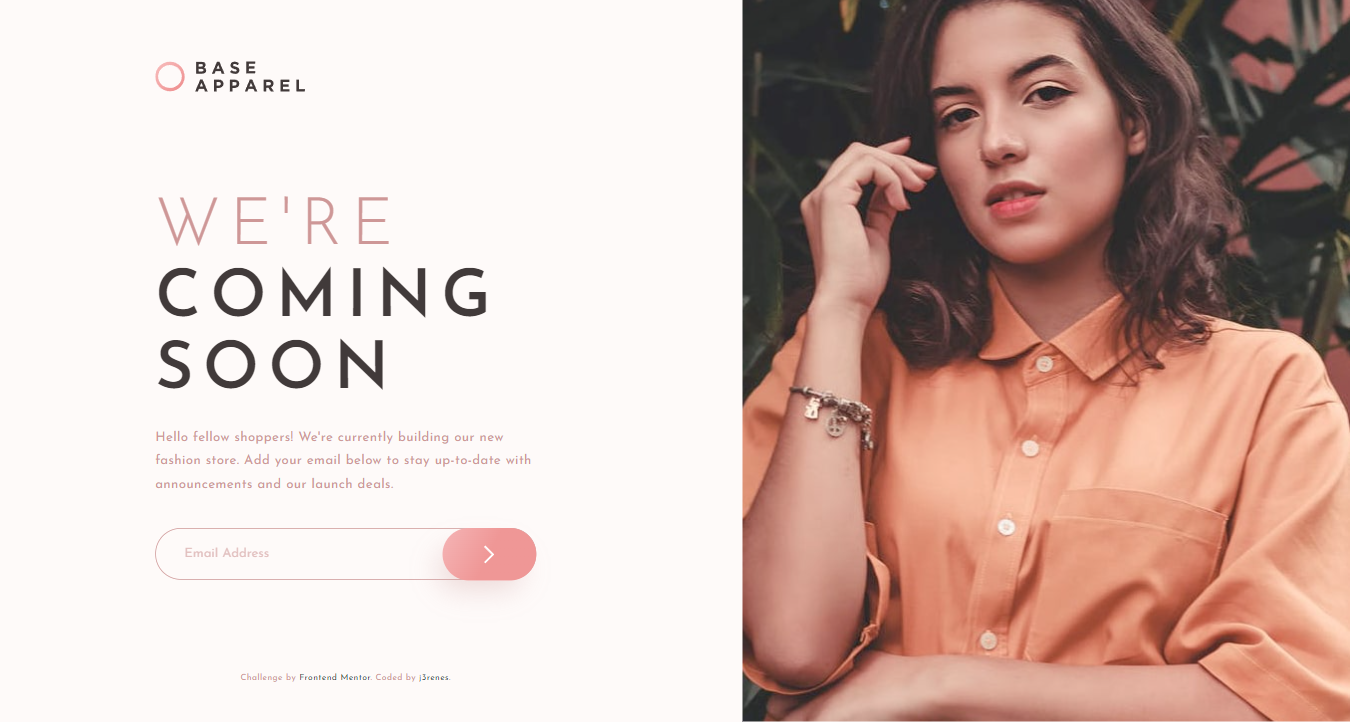 BASE
APPAREL
WE'RE
COMING
SOON
Hello fellow shoppers! We're currently building our new
fashion store. Add your email below to stay up-to-date with
announcements and our launch deals.
Email Address
Challenge by Frontend Mentor. Coded by j3renes.